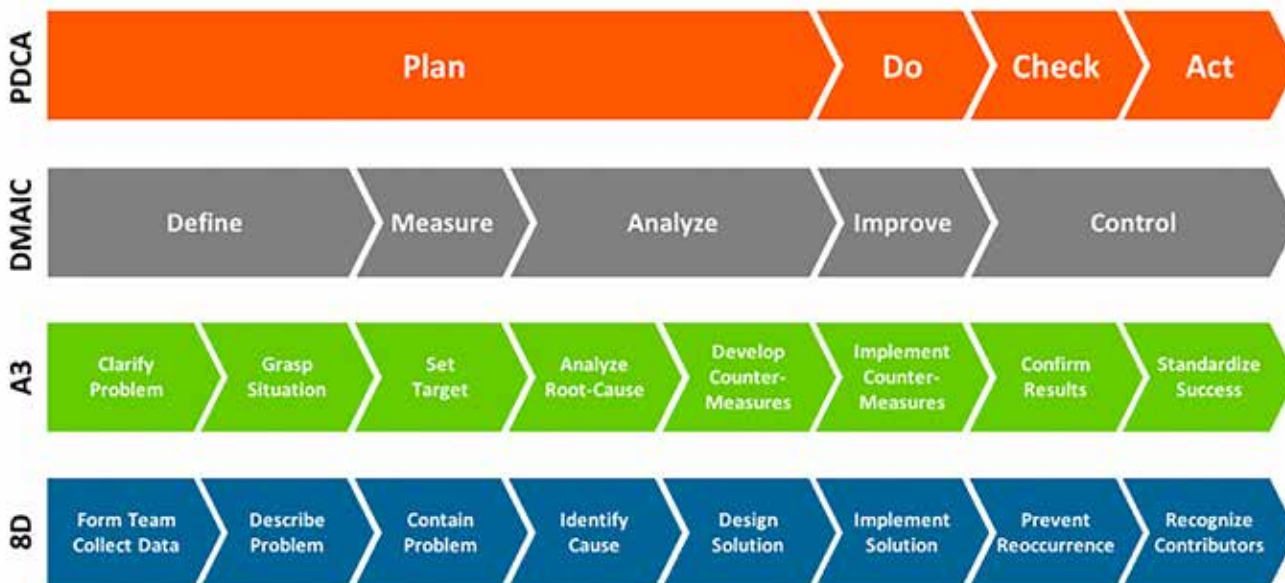 PDCA
Plan
Do
Check
Act
DMAIC
Define
Measure
Analyze
Improve
Control
A3
Clarify
Problem
Grasp
Situation
Set
Target
Analyze
Root-Cause
Develop
Counter-
Measures
Implement
Counter-
Measures
Confirm
Results
Standardize
Success
8D
Form Team
Collect Data
Describe
Problem
Contain
Problem
Identify
Cause
Design
Solution
Implement
Solution
Prevent
Reoccurrence
Recognize
Contributors